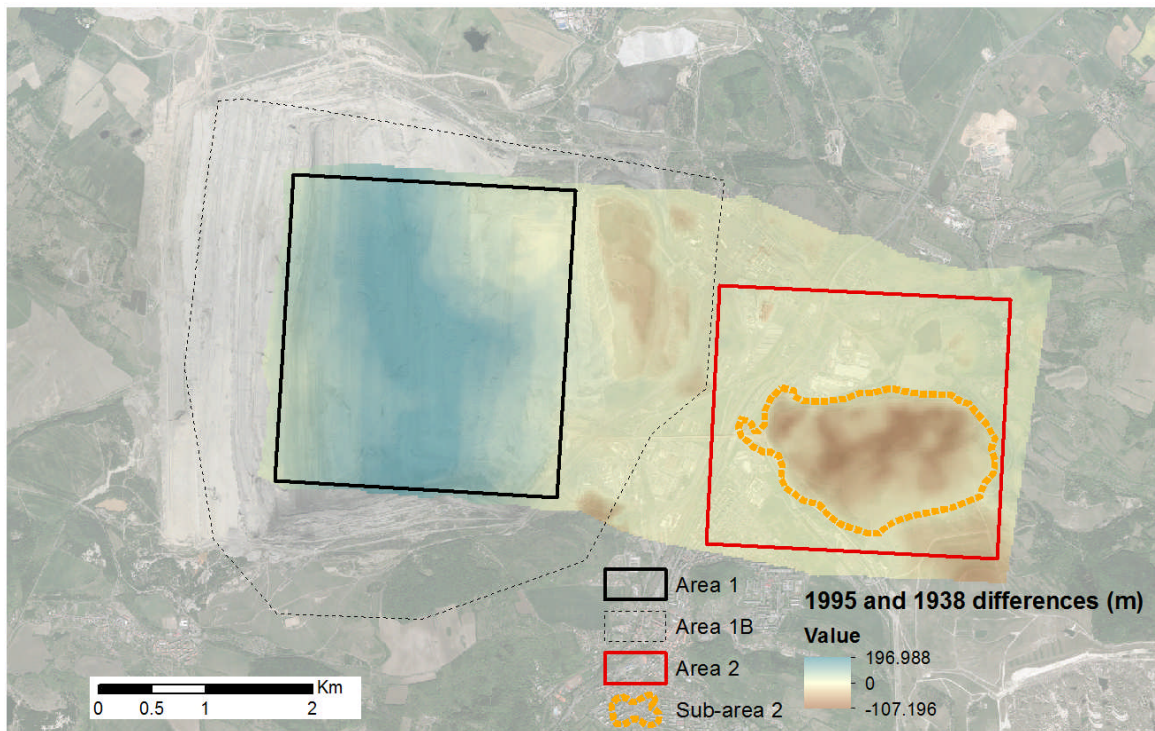 Area 1
Area 1B
Area 2
Sub-area 2
1995 and 1938 differences (m)
Value
196.988
0
-107.196
Km
0 0.5 1 2